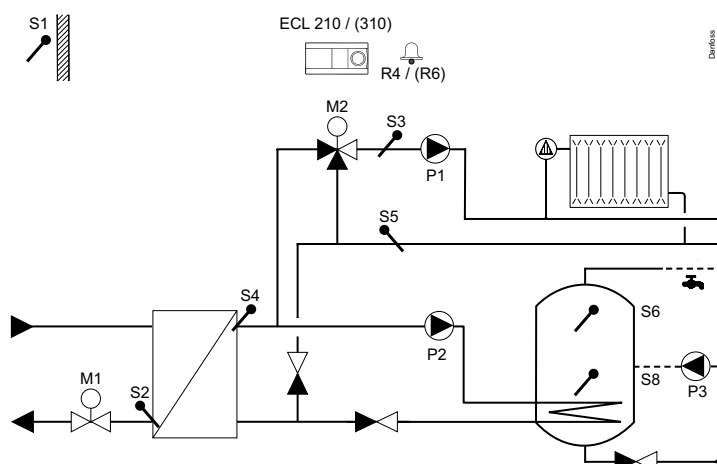 S1
ECL 210 / (310)
R4 / (R6)
Danfoss
M2
S3
P1
S5
S4
S6
P2
M1
S2
S8
P3